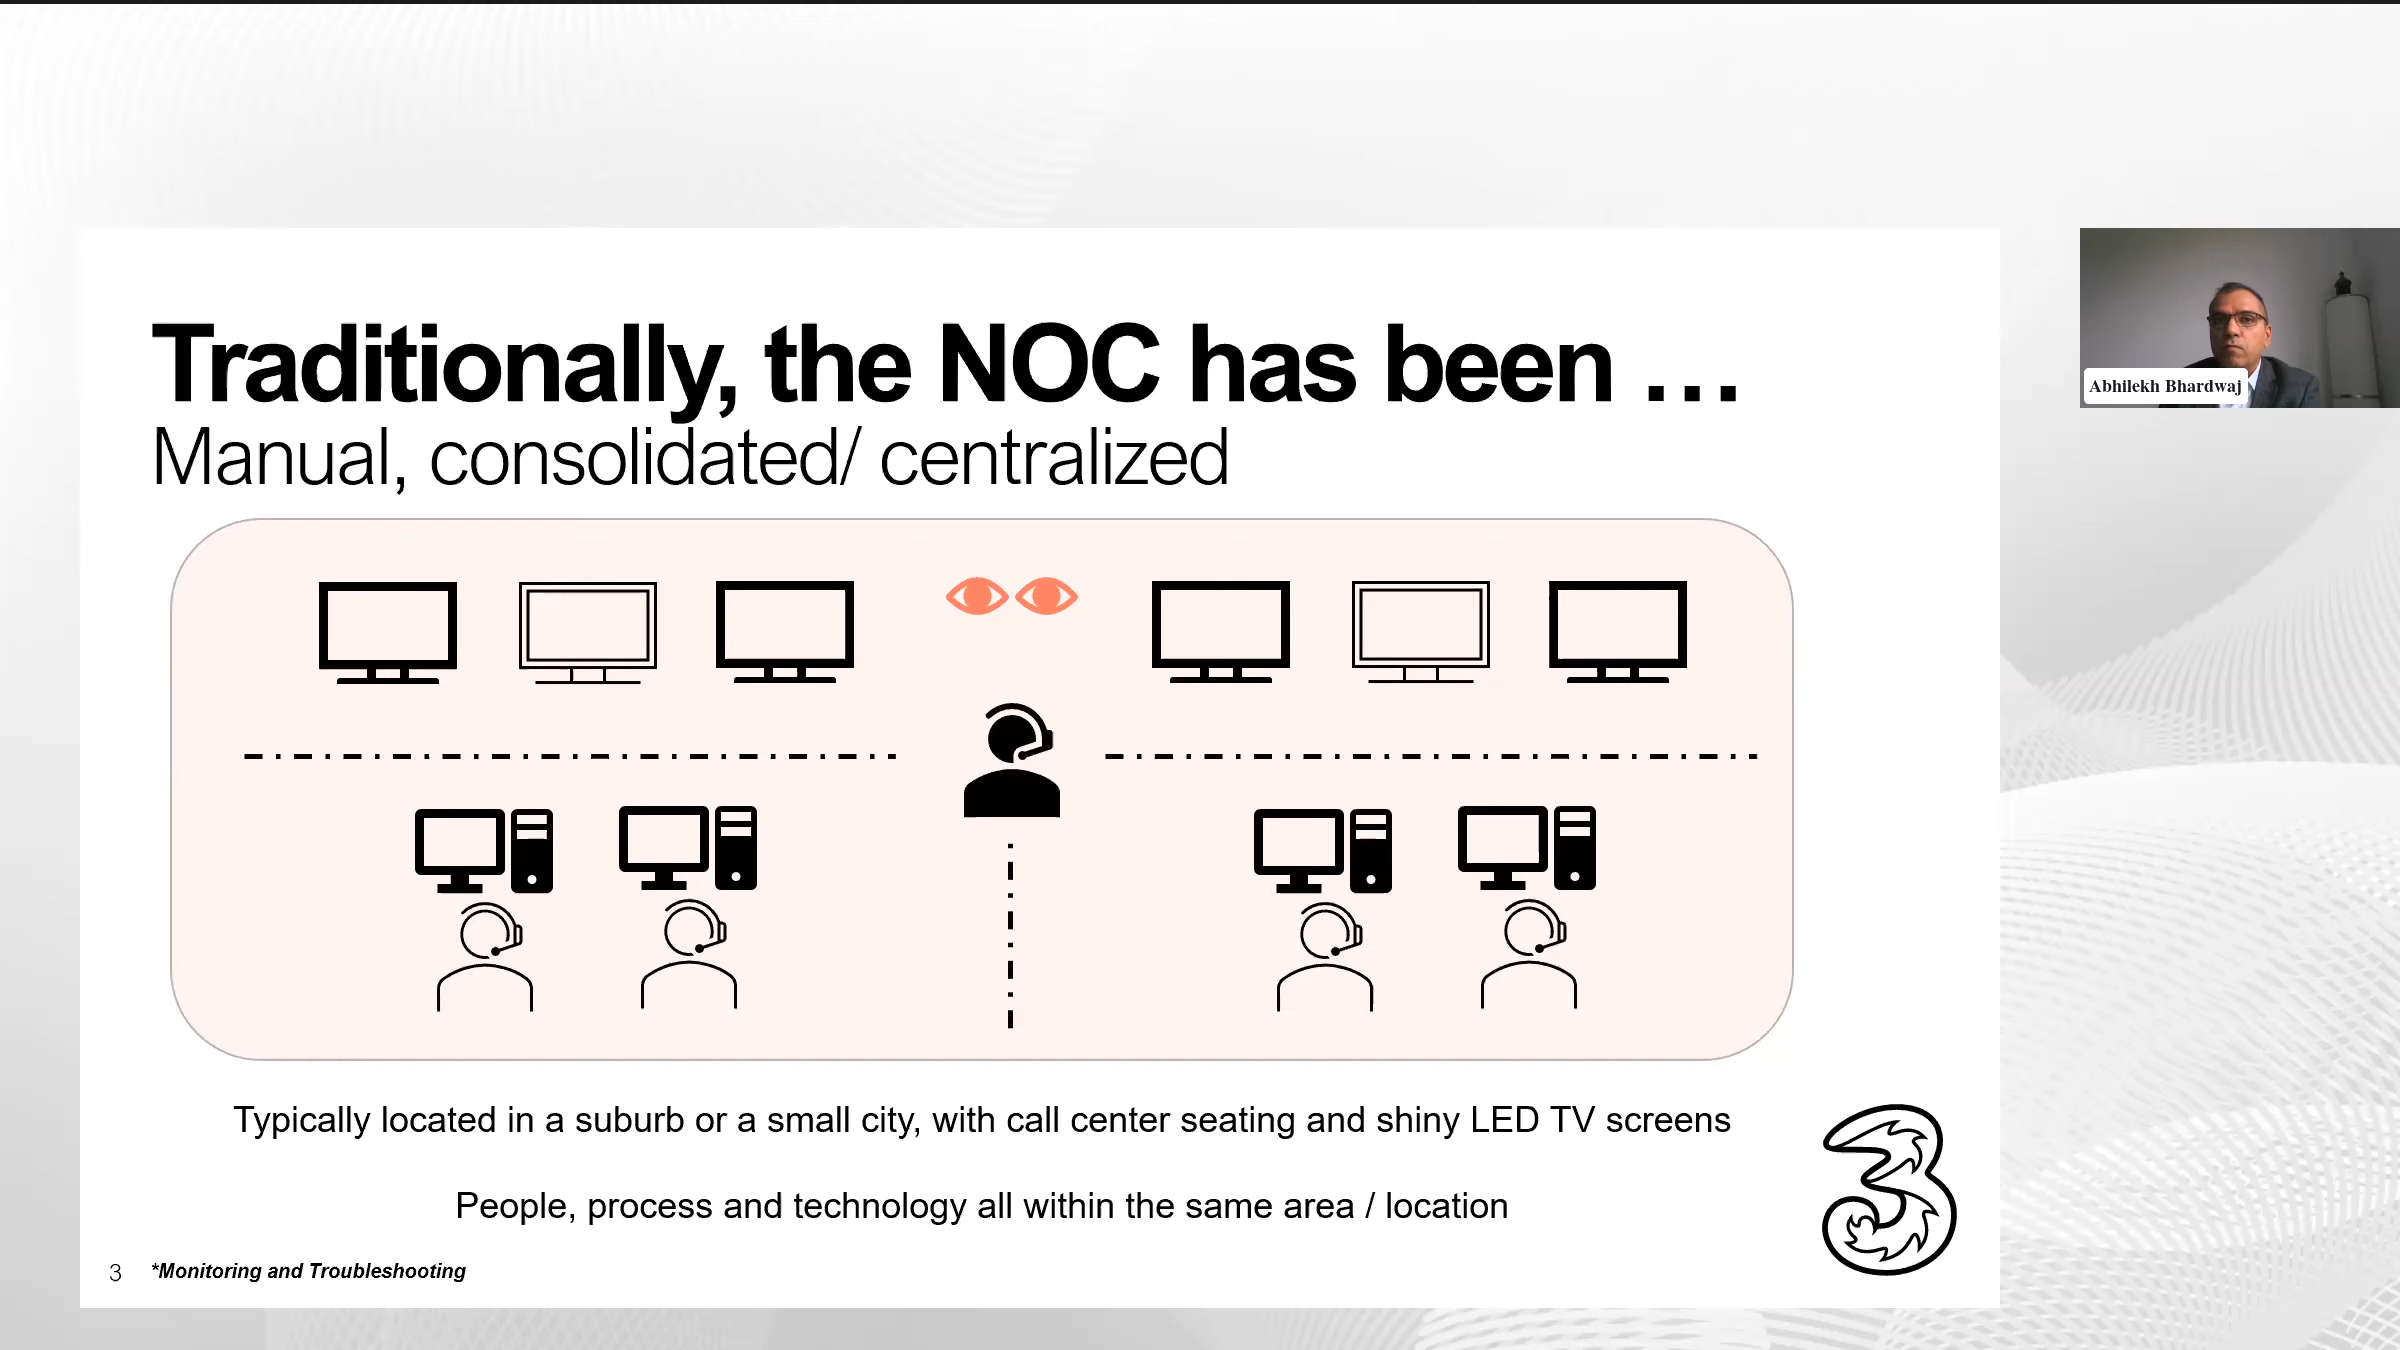 Traditionally, the NOC has been …
Manual, consolidated/ centralized
Abhilekh Bhardwaj
Typically located in a suburb or a small city, with call center seating and shiny LED TV screens
People, process and technology all within the same area / location
3
3 *Monitoring and Troubleshooting